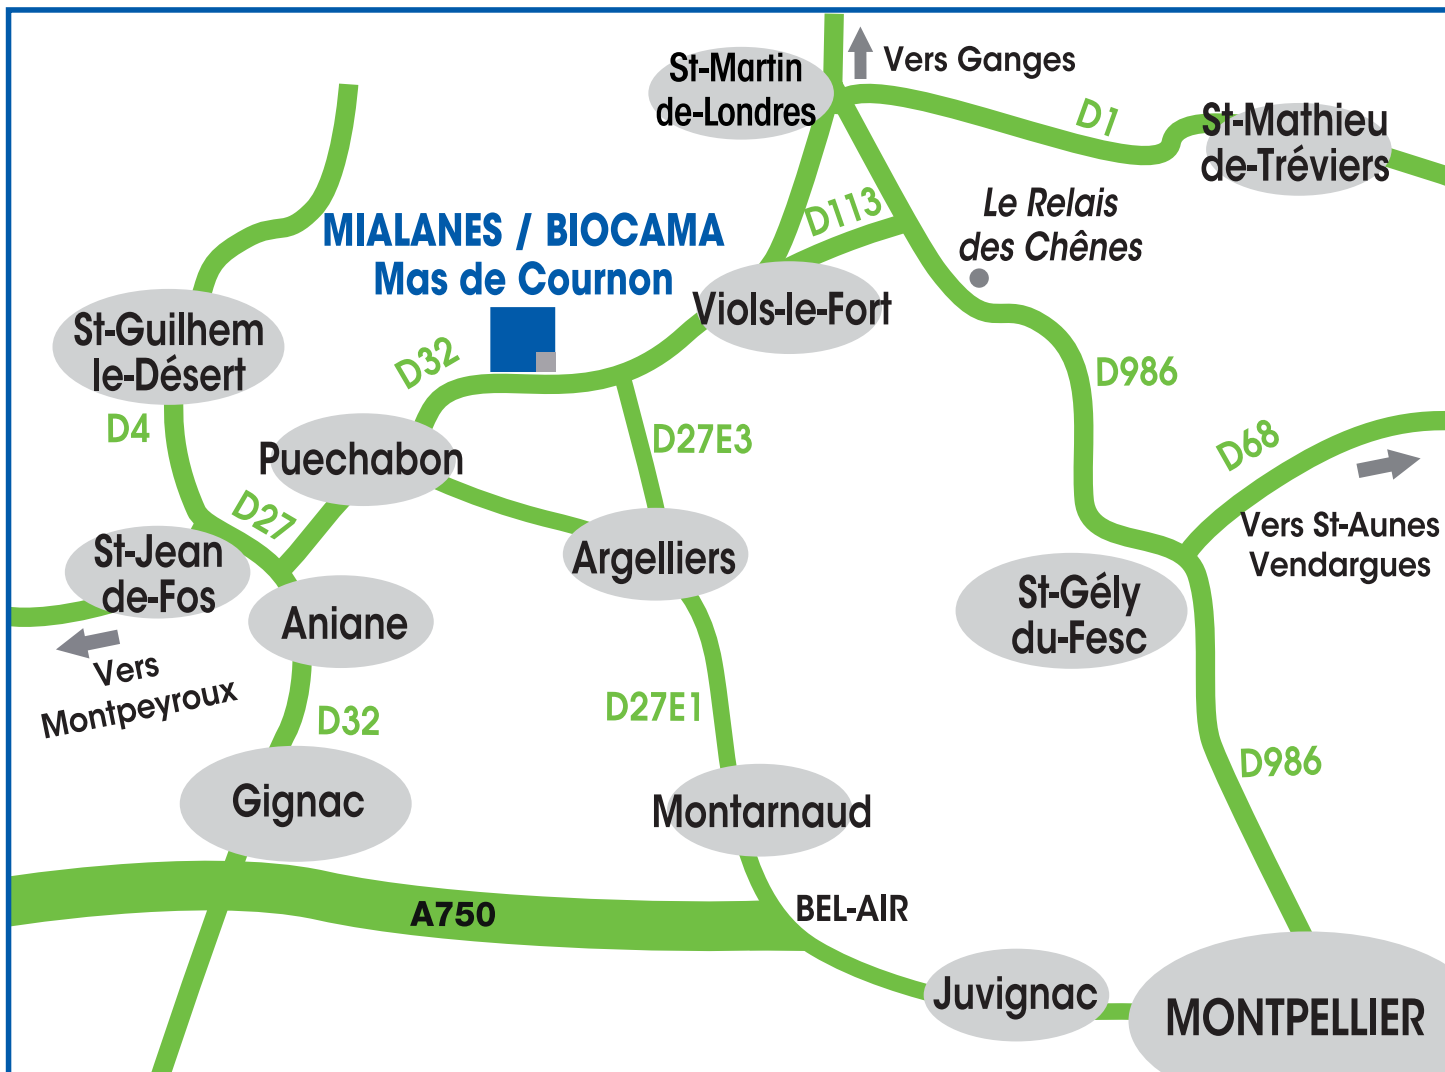 St-Martin
de-Londres
Vers Ganges
D1
St-Mathieu
de-Tréviers
D113
Le Relais
des Chênes
MIALANES / BIOCAMA
Mas de Cournon
St-Guilhem
le-Désert
Viols-le-Fort
D32
D986
D4
D27E3
D68
Puechabon
D27
Vers St-Aunes
Vendargues
St-Jean
de-Fos
Argelliers
St-Gély
du-Fesc
Aniane
Vers
Montpeyroux
D32
D27E1
D986
Gignac
Montarnaud
A750
BEL-AIR
Juvignac
MONTPELLIER